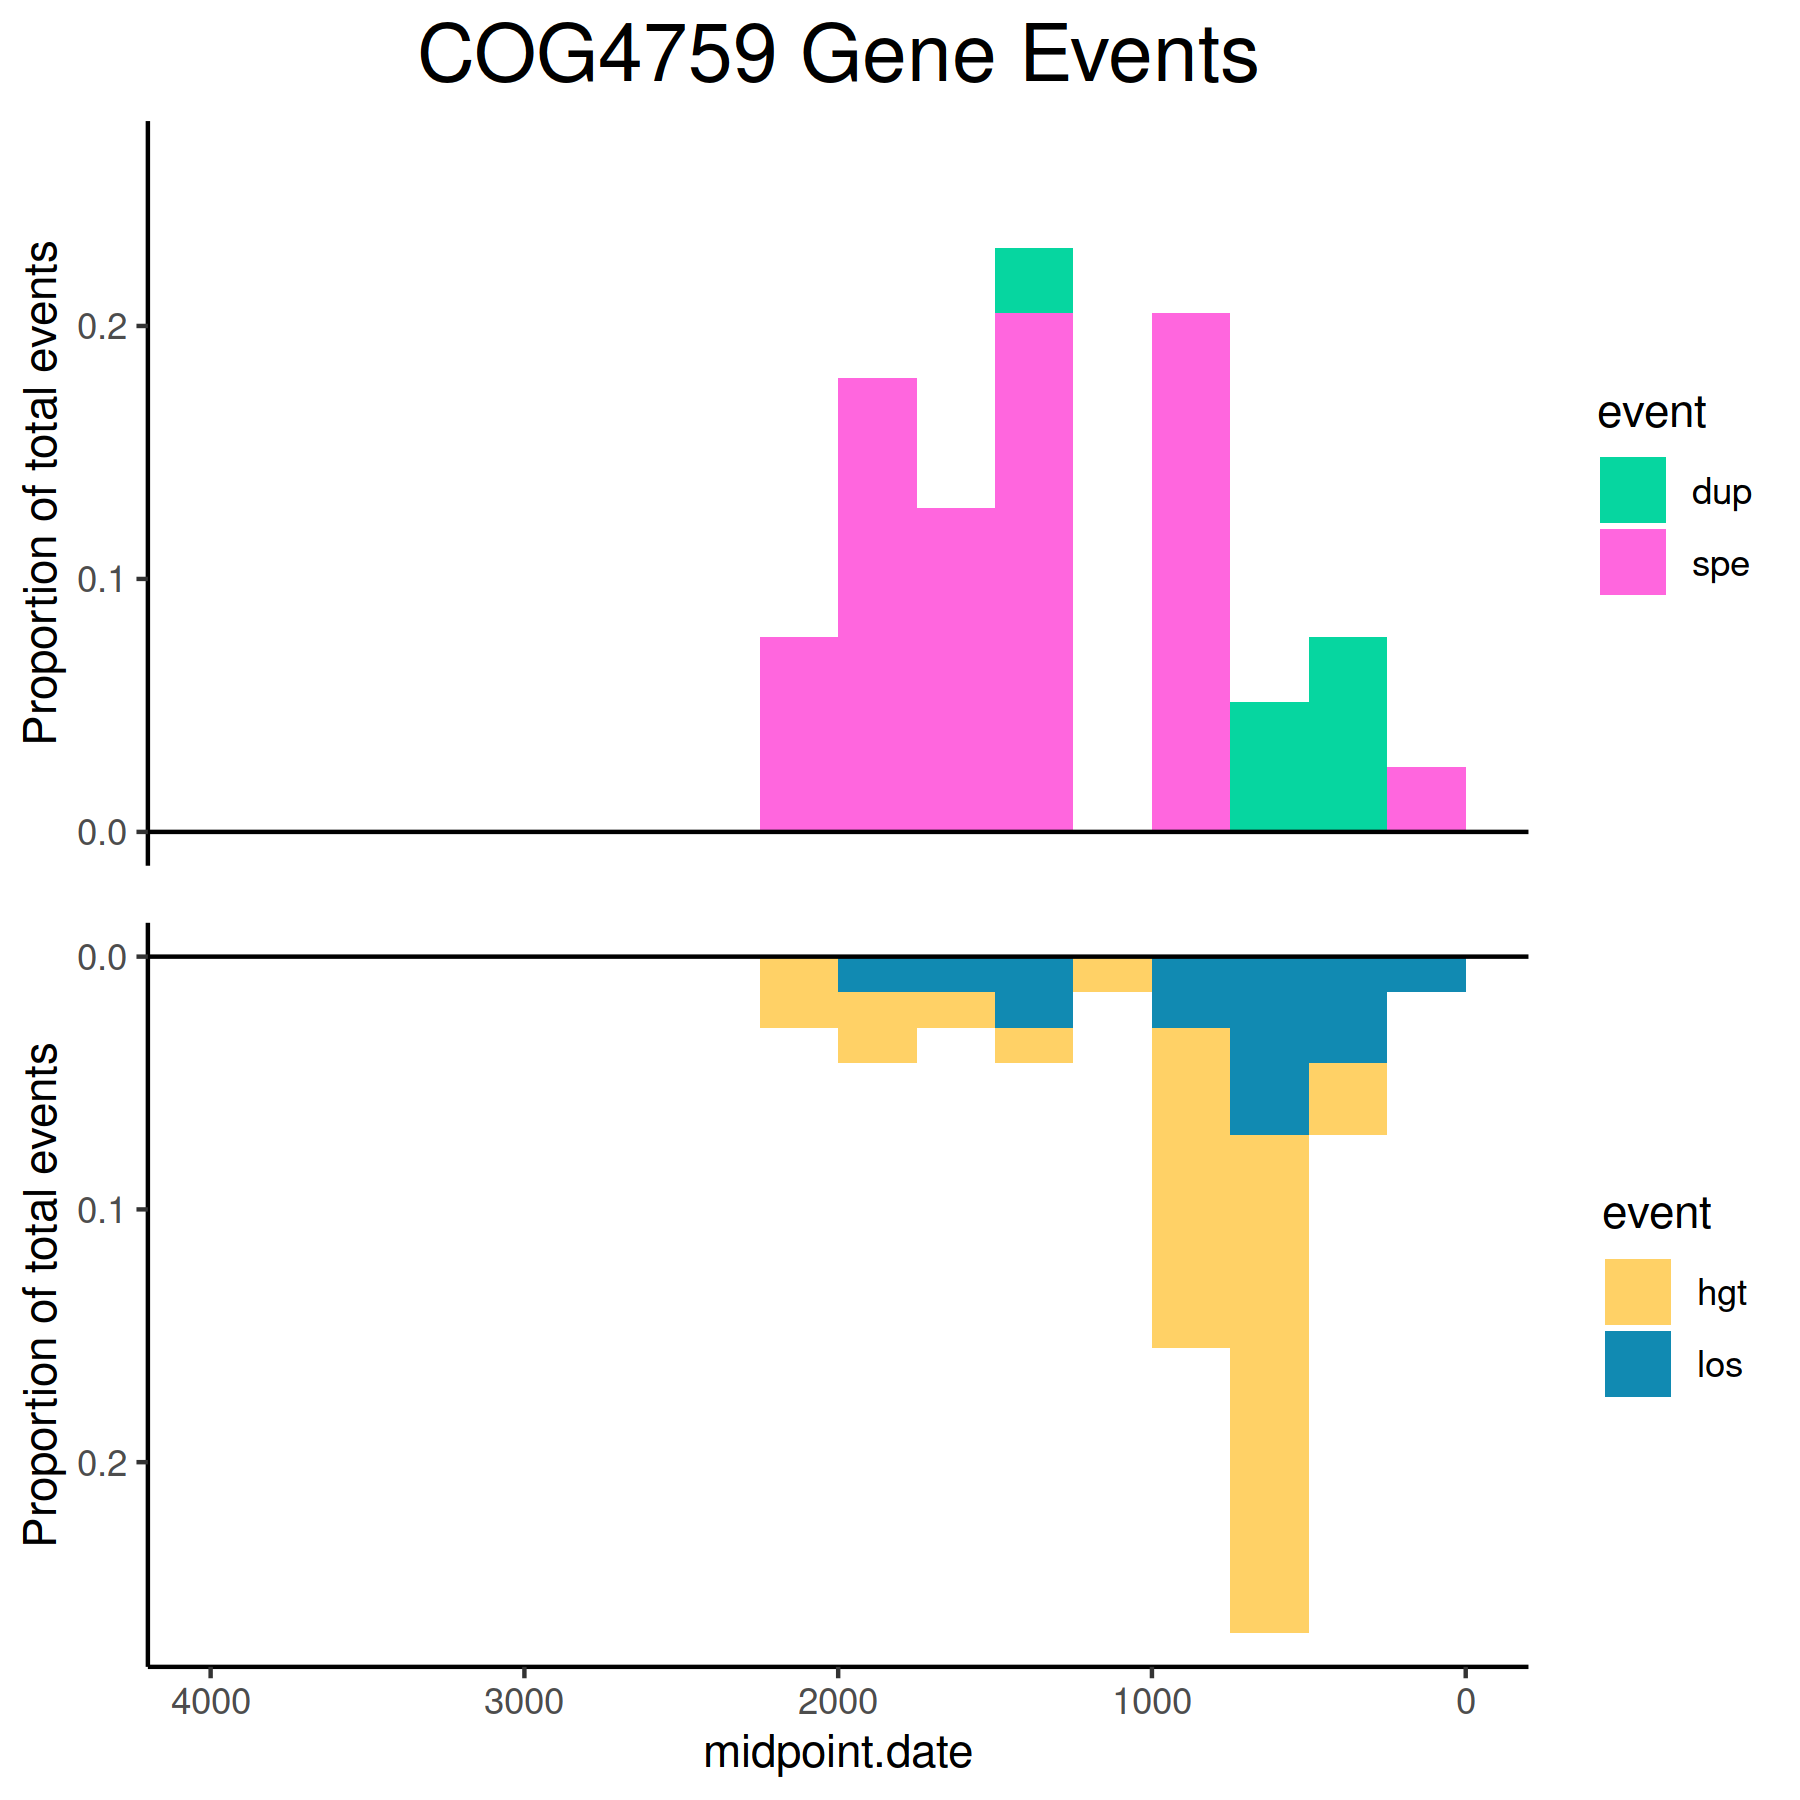 COG4759 Gene Events
Proportion of total events
0.2
0.1
0.0
event
dup
spe
Proportion of total events
0.0
0.1
0.2
event
hgt
los
4000 3000 2000 1000 0
midpoint.date